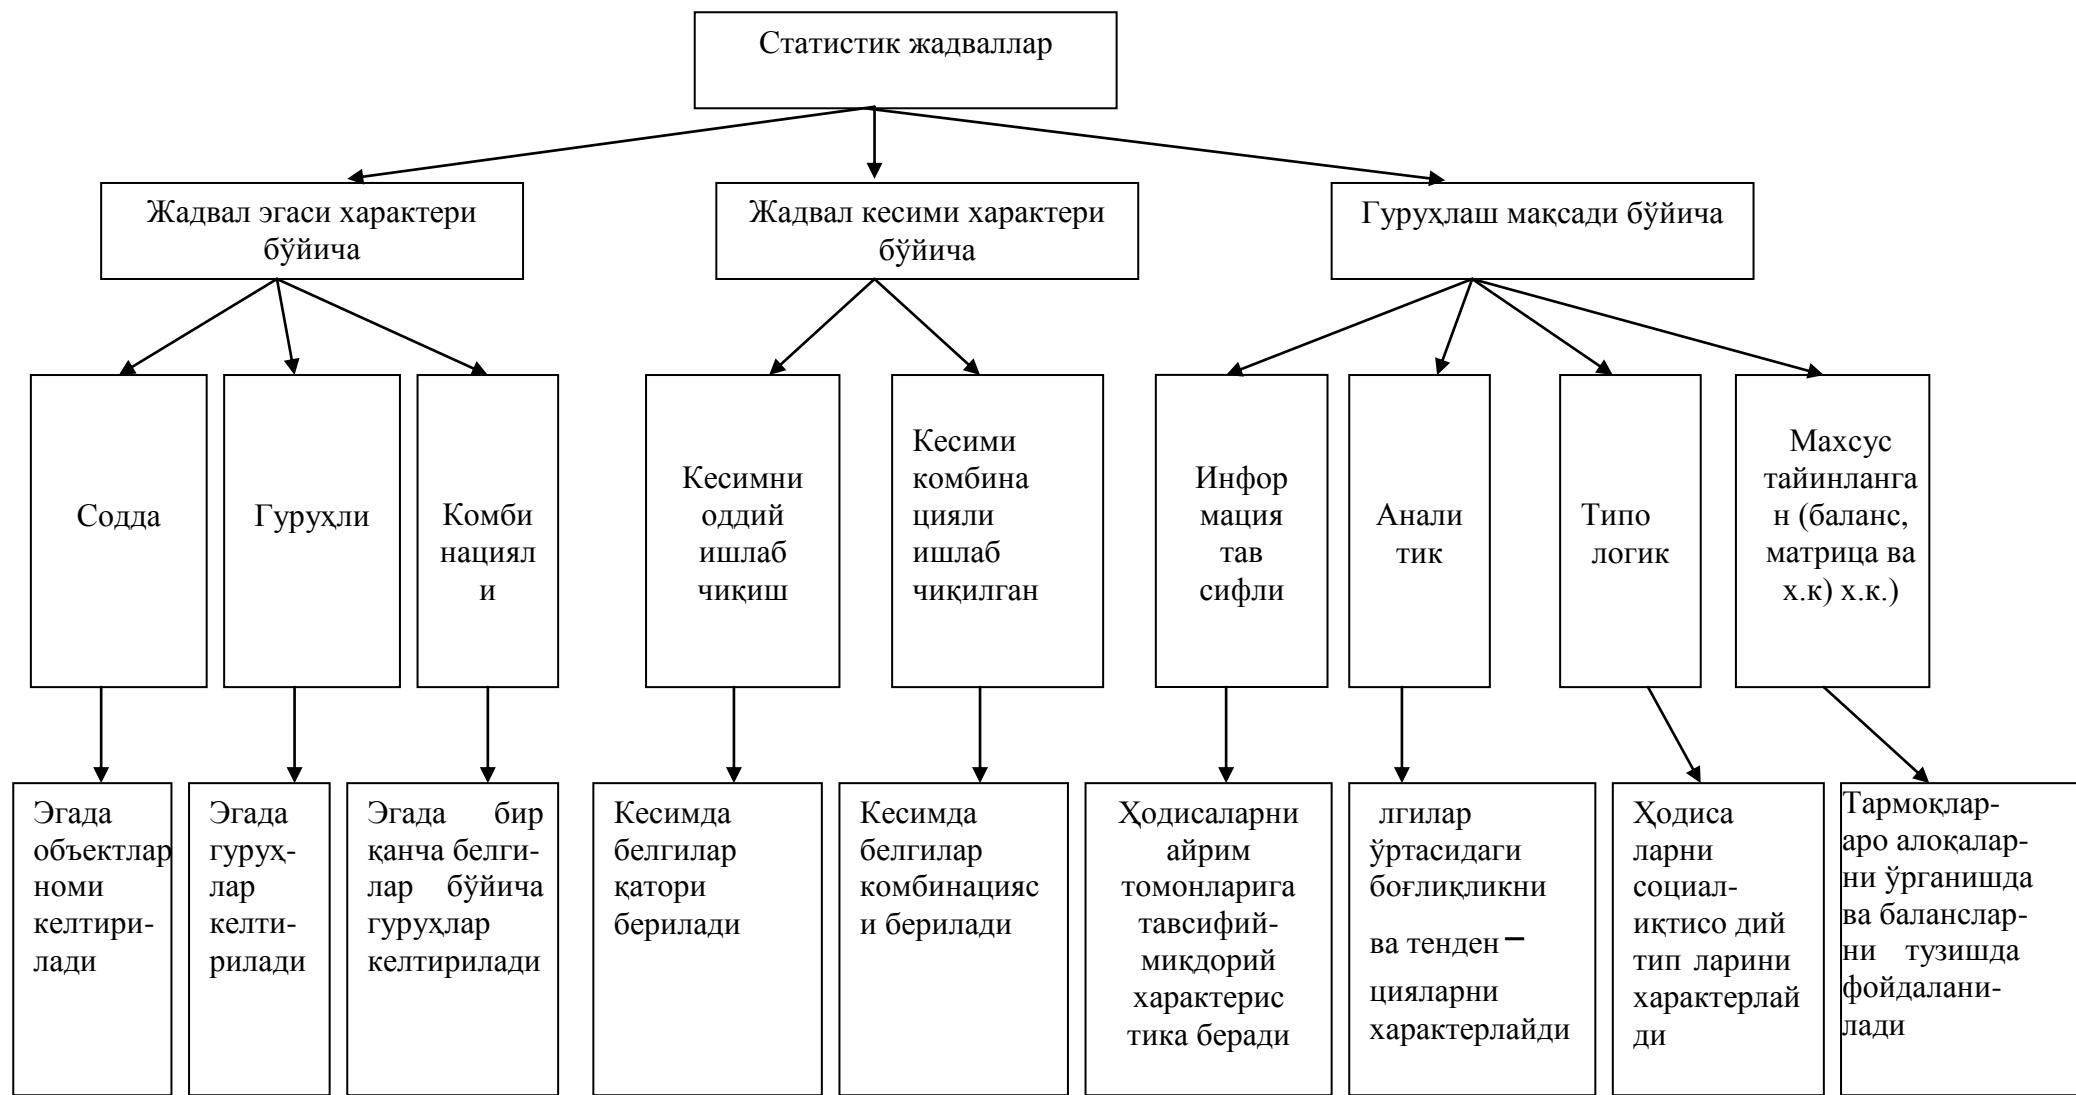 Статистик жадваллар
Жадвал эгаси характери
бўйича
Жадвал кесими характери
бўйича
Гуруҳлаш мақсади бўйича
Содда
Гуруҳли
Комби
нациял
и
Кесимни
оддий
ишлаб
чиқиш
Кесими
комбина
цияли
ишлаб
чиқилган
Инфор
мация
тав
сифли
Анали
тик
Типо
логик
Махсус
тайинланга
н (баланс,
матрица ва
х.к) х.к.)
Эгада
объектлар
номи
келтири-
лади
Эгада
гуруҳ-
лар
келти-
рилади
Эгада бир
қанча белги-
лар бўйича
гуруҳлар
келтирилади
Кесимда
белгилар
қатори
берилади
Кесимда
белгилар
комбинацияс
и берилади
Ҳодисаларни
айрим
томонларига
тавсифий-
миқдорий
характерис
тика беради
лгилар
ўртасидаги
боғлиқликни
ва тенден–
цияларни
характерлайди
Ҳодиса
ларни
социал-
иқтисо дий
тип ларини
характерлай
ди
Тармоқлар-
аро алоқалар-
ни ўрганишда
ва баланслар-
ни тузишда
фойдалани-
лади